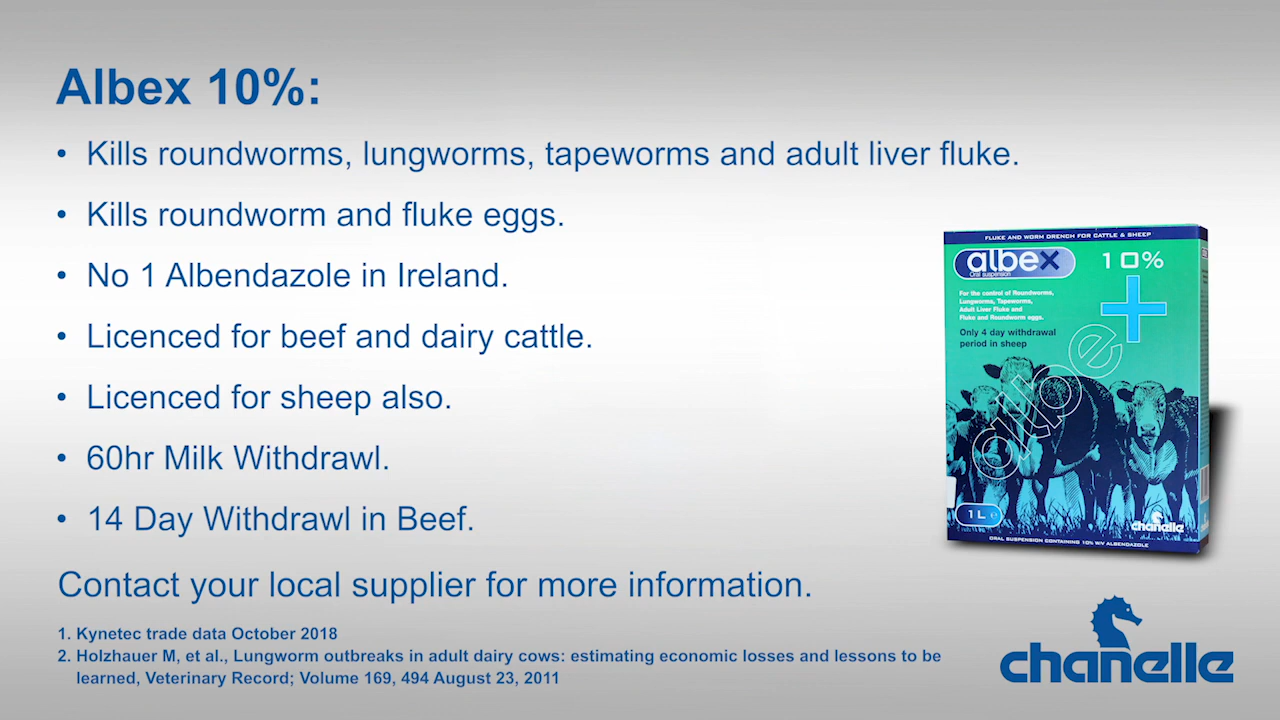 Albex 10%:
• Kills roundworms, lungworms, tapeworms and adult liver fluke.
• Kills roundworm and fluke eggs.
• No 1 Albendazole in Ireland.
• Licenced for beef and dairy cattle.
• Licenced for sheep also.
• 60hr Milk Withdrawl.
• 14 Day Withdrawl in Beef.
Contact your local supplier for more information.
1. Kynetec trade data October 2018
2. Holzhauer M, et al., Lungworm outbreaks in adult dairy cows: estimating economic losses and lessons to be
learned, Veterinary Record; Volume 169, 494 August 23, 2011
FLUKE AND WORM DRENCH FOR CATTLE & SHEEP
albex 10%
Oral suspension
For the control of Roundworms,
Lungworms, Tapeworms,
Adult Liver Fluke and
Fluke and Roundworm eggs.
Only 4 day withdrawal
period in sheep
albe+
1 L e
chanelle
ORAL SUSPENSION CONTAINING 10% W/V ALBENDAZOLE
chanelle